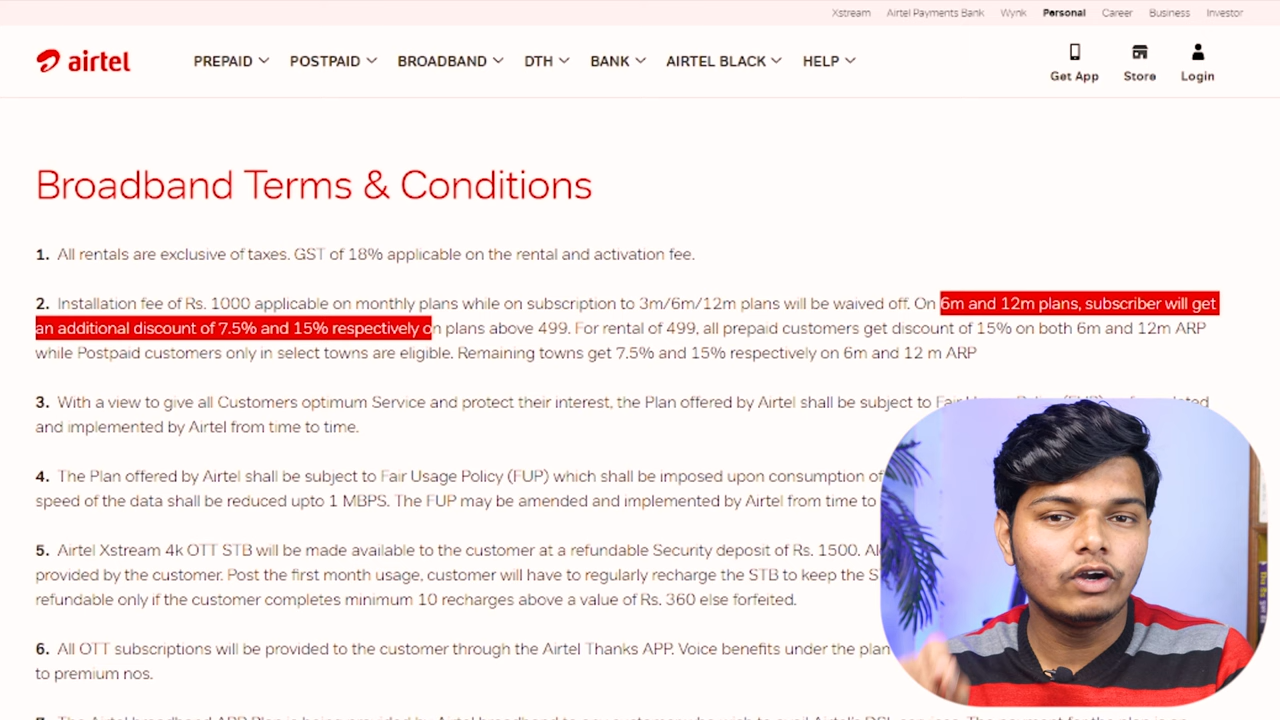 Xstream Airtel Payments Bank Wynk Personal Career Business Investor
airtel PREPAID POSTPAID BROADBAND DTH BANK AIRTEL BLACK HELP Get App Store Login
Broadband Terms & Conditions
1. All rentals are exclusive of taxes. GST of 18% applicable on the rental and activation fee.
2. Installation fee of Rs. 1000 applicable on monthly plans while on subscription to 3m/6m/12m plans will be waived off. On 6m and 12m plans, subscriber will get
an additional discount of 7.5% and 15% respectively on plans above 499. For rental of 499, all prepaid customers get discount of 15% on both 6m and 12m ARP
while Postpaid customers only in select towns are eligible. Remaining towns get 7.5% and 15% respectively on 6m and 12 m ARP
3. With a view to give all Customers optimum Service and protect their interest, the Plan offered by Airtel shall be subject to
and implemented by Airtel from time to time.
4. The Plan offered by Airtel shall be subject to Fair Usage Policy (FUP) which shall be imposed upon consumption of
speed of the data shall be reduced upto 1 MBPS. The FUP may be amended and implemented by Airtel from time to
5. Airtel Xstream 4k OTT STB will be made available to the customer at a refundable Security deposit of Rs. 1500.
provided by the customer. Post the first month usage, customer will have to regularly recharge the STB to keep the
refundable only if the customer completes minimum 10 recharges above a value of Rs. 360 else forfeited.
6. All OTT subscriptions will be provided to the customer through the Airtel Thanks APP. Voice benefits under the plan
to premium nos.